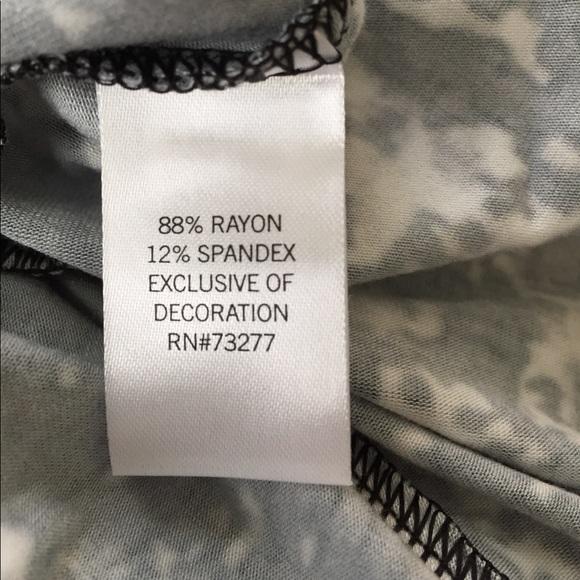 88% RAYON
12% SPANDEX
EXCLUSIVE OF
DECORATION
RN#73277